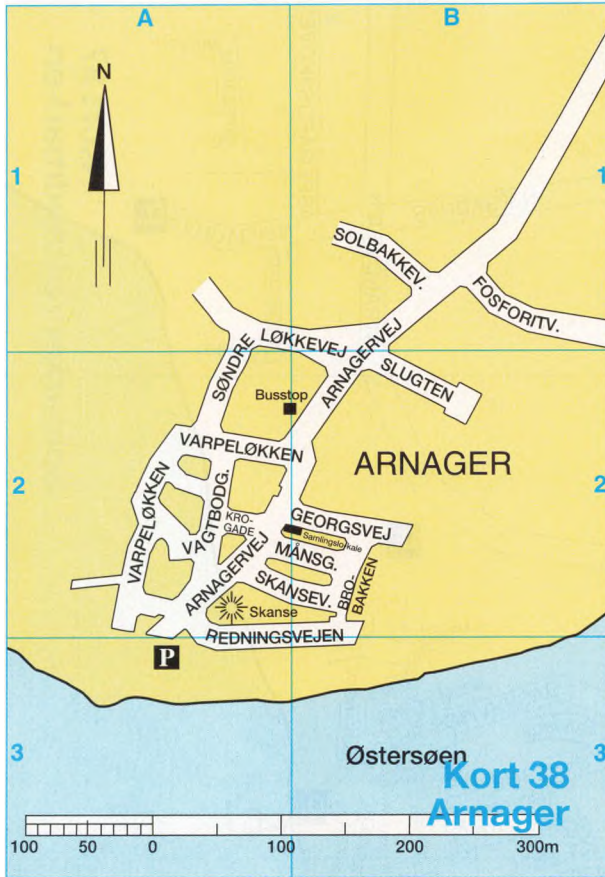 A
B
N
1
1
SOLBAKKEV.
FOSFORITV.
LØKKEVEJ
SØNDRE
ARNAGERVEJ
SLUGTEN
Busstop
VARPELØKKEN
ARNAGER
2
2
VARPELØKKEN
VAGTBODG.
KRO-
GADE
GEORGSVEJ
Samlingslokale
MÅNSG.
ARNAGERVEJ
SKANSEV.
BRO-
BAKKEN
Skanse
REDNINGSVEJEN
P
3
3
Østersøen
Kort 38
Arnager
100 50 0 100 200 300m